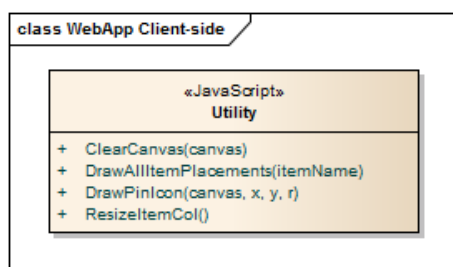 class WebApp Client-side
«JavaScript»
Utility
+ ClearCanvas(canvas)
+ DrawAllItemPlacements(itemName)
+ DrawPinIcon(canvas, x, y, r)
+ ResizeItemCol()